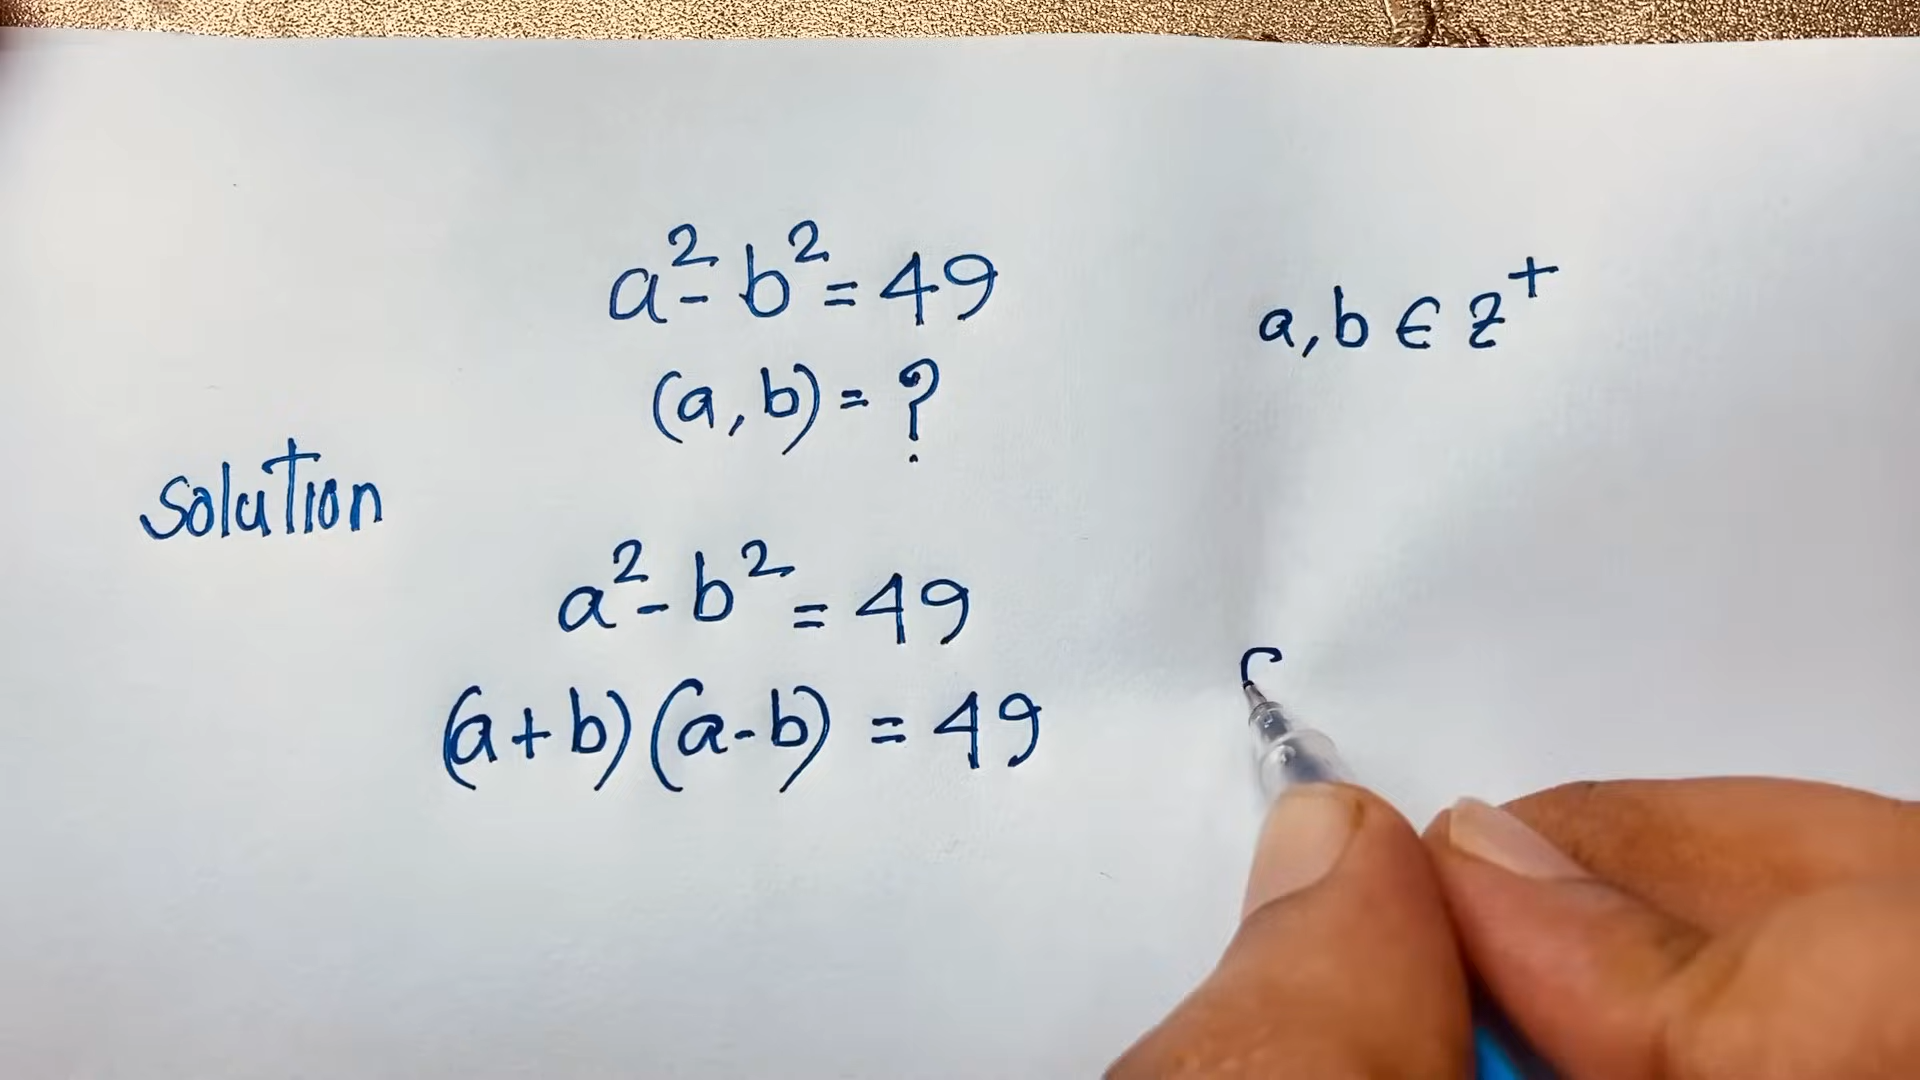 a² - b² = 49
a, b ∈ z⁺
(a, b) = ?
Solution
a² - b² = 49
(a + b) (a - b) = 49